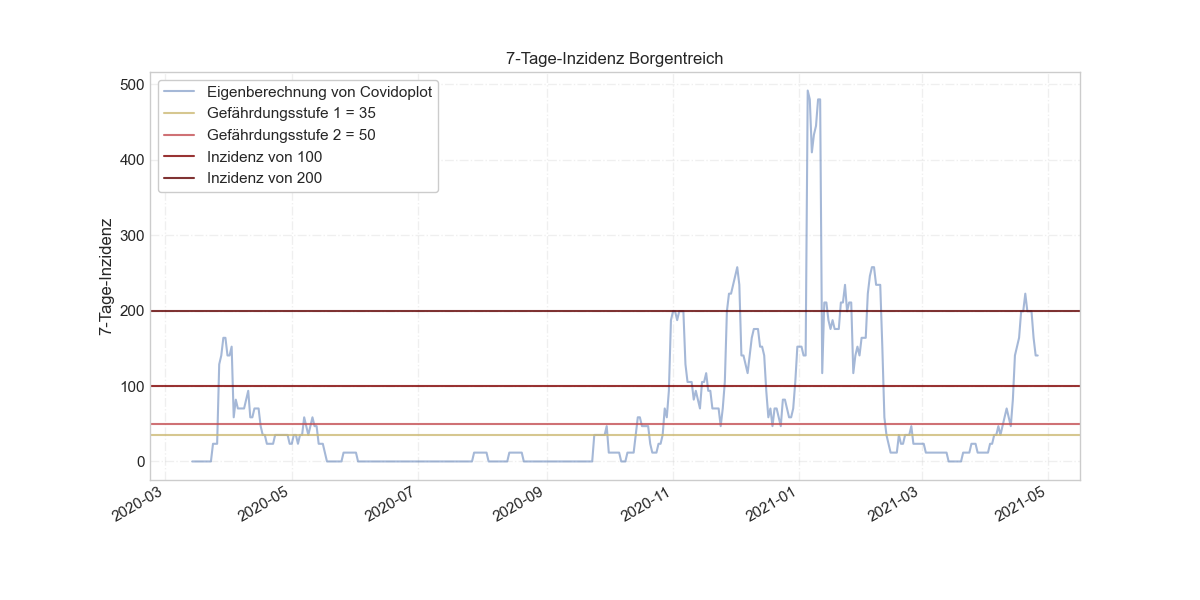 7-Tage-Inzidenz Borgentreich
Eigenberechnung von Covidoplot
Gefährdungsstufe 1 = 35
Gefährdungsstufe 2 = 50
Inzidenz von 100
Inzidenz von 200
7-Tage-Inzidenz
500
400
300
200
100
0
2020-03
2020-05
2020-07
2020-09
2020-11
2021-01
2021-03
2021-05